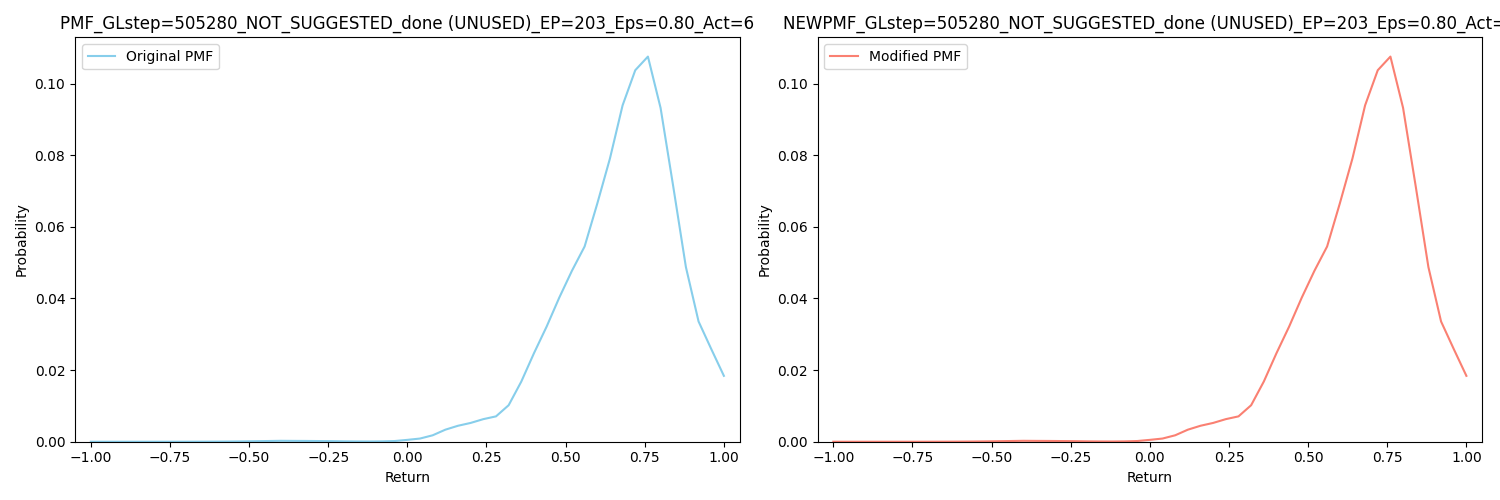 PMF_GLstep=505280_NOT_SUGGESTED_done (UNUSED)_EP=203_Eps=0.80_Act=6
Original PMF
Probability
0.10
0.08
0.06
0.04
0.02
0.00
−1.00 −0.75 −0.50 −0.25 0.00 0.25 0.50 0.75 1.00
Return
NEWPMF_GLstep=505280_NOT_SUGGESTED_done (UNUSED)_EP=203_Eps=0.80_Act=
Modified PMF
Probability
0.10
0.08
0.06
0.04
0.02
0.00
−1.00 −0.75 −0.50 −0.25 0.00 0.25 0.50 0.75 1.00
Return